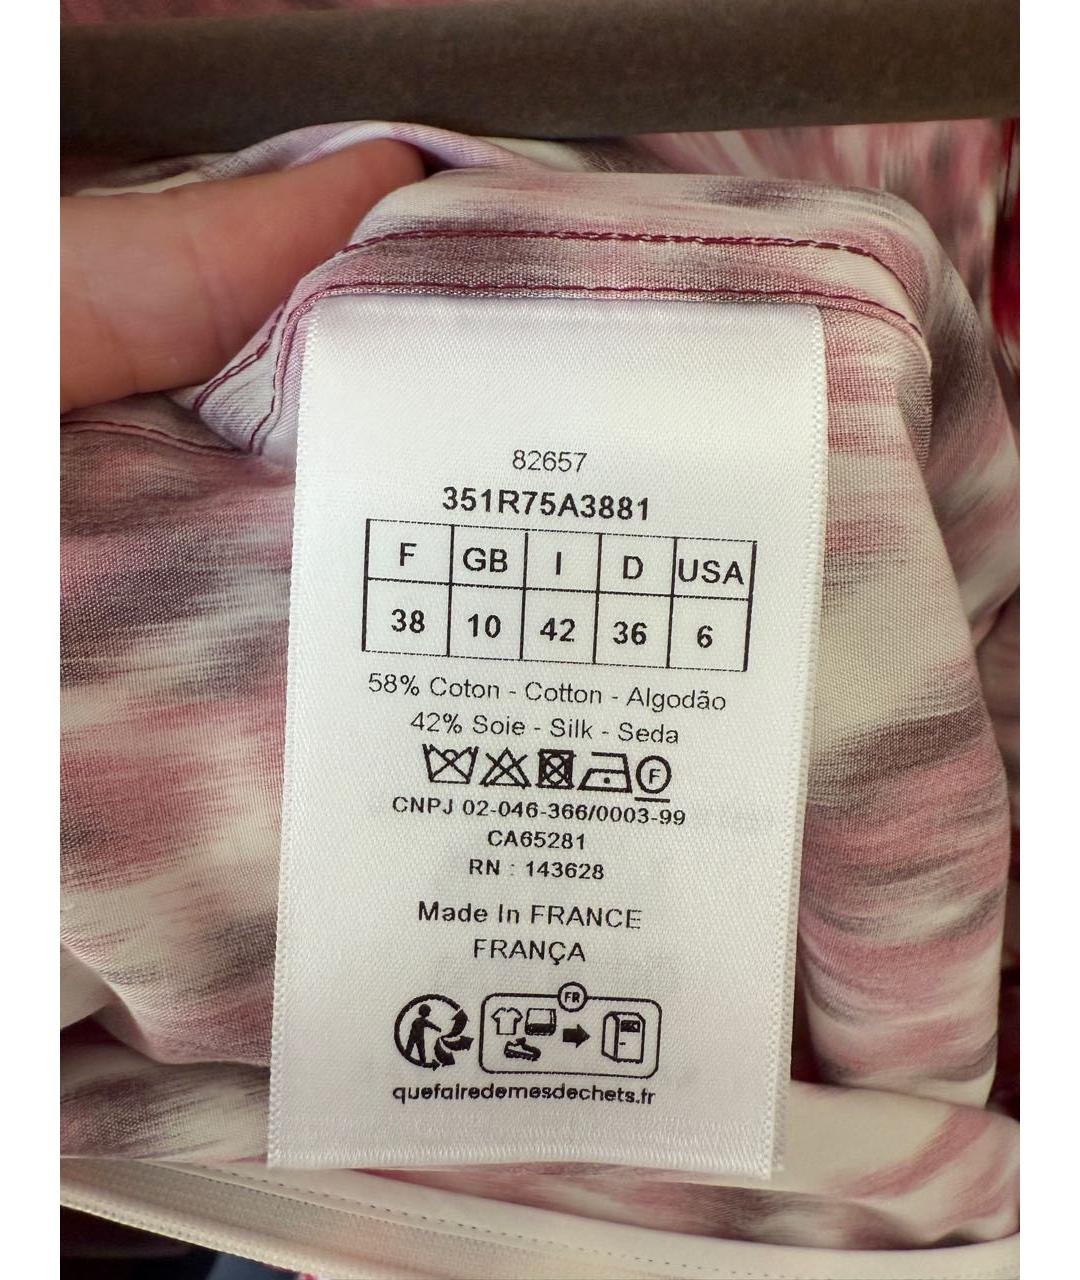 82657
351R75A3881
F GB I D USA
38 10 42 36 6
58% Coton - Cotton - Algodão
42% Soie - Silk - Seda
F
CNPJ 02-046-366/0003-99
CA65281
RN : 143628
Made In FRANCE
FRANÇA
FR
quefairedemesdechets.fr